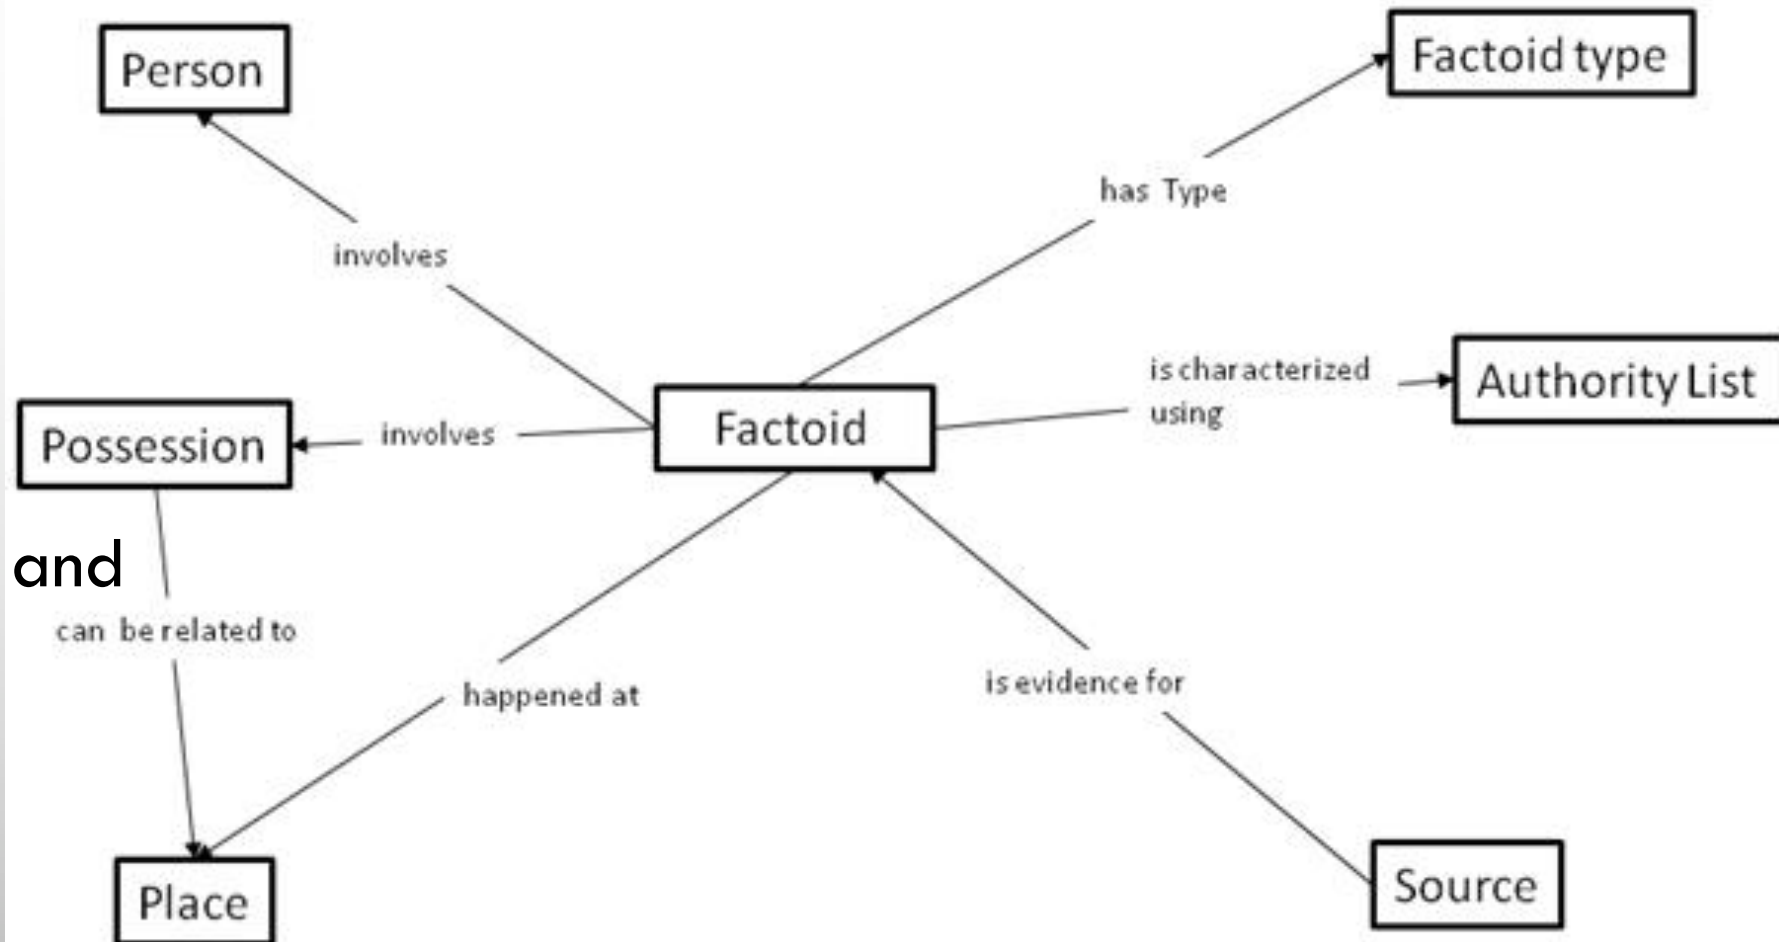 Person
Factoid type
has Type
involves
is characterized
using
Authority List
Factoid
Possession
involves
and
can be related to
happened at
is evidence for
Place
Source